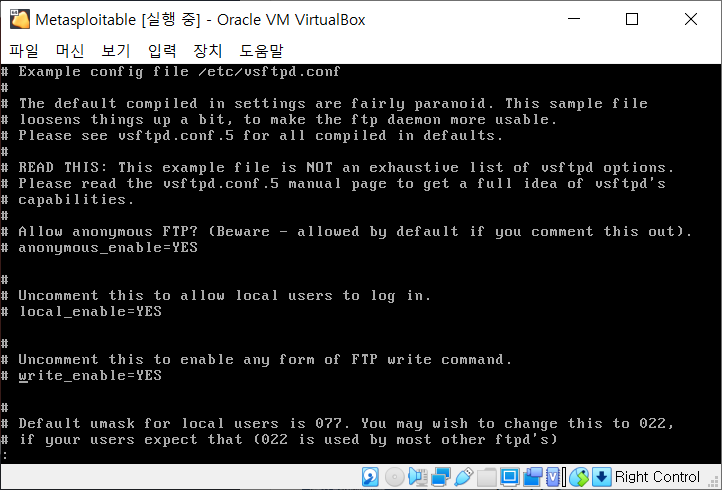 Metasploitable [실행 중] - Oracle VM VirtualBox
파일 머신 보기 입력 장치 도움말
# Example config file /etc/vsftpd.conf
#
# The default compiled in settings are fairly paranoid. This sample file
# loosens things up a bit, to make the ftp daemon more usable.
# Please see vsftpd.conf.5 for all compiled in defaults.
#
# READ THIS: This example file is NOT an exhaustive list of vsftpd options.
# Please read the vsftpd.conf.5 manual page to get a full idea of vsftpd's
# capabilities.
#
# Allow anonymous FTP? (Beware - allowed by default if you comment this out).
# anonymous_enable=YES
#
# Uncomment this to allow local users to log in.
# local_enable=YES
#
# Uncomment this to enable any form of FTP write command.
# write_enable=YES
#
# Default umask for local users is 077. You may wish to change this to 022,
# if your users expect that (022 is used by most other ftpd's)
:
Right Control